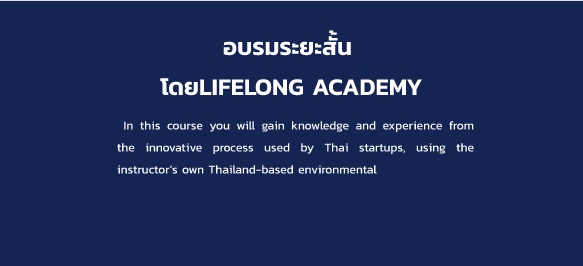 อบรมระยะสั้น
โดยLIFELONG ACADEMY
In this course you will gain knowledge and experience from
the innovative process used by Thai startups, using the
instructor's own Thailand-based environmental